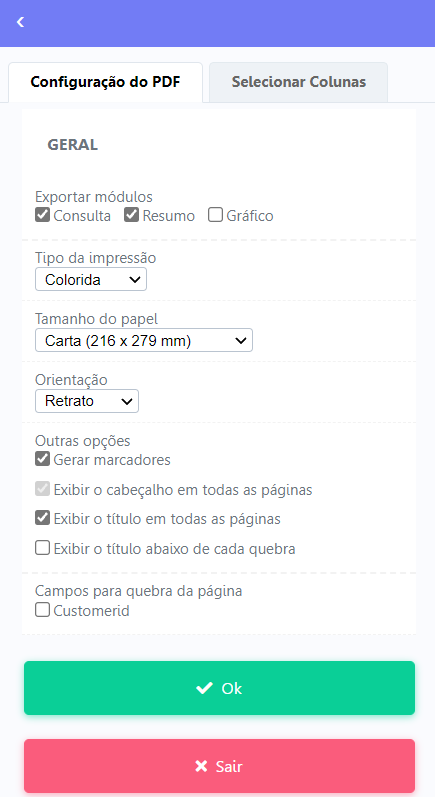 Configuração do PDF Selecionar Colunas
GERAL
Exportar módulos
Consulta Resumo Gráfico
Tipo da impressão
Colorida
Tamanho do papel
Carta (216 x 279 mm)
Orientação
Retrato
Outras opções
Gerar marcadores
Exibir o cabeçalho em todas as páginas
Exibir o título em todas as páginas
Exibir o título abaixo de cada quebra
Campos para quebra da página
Customerid
Ok
Sair